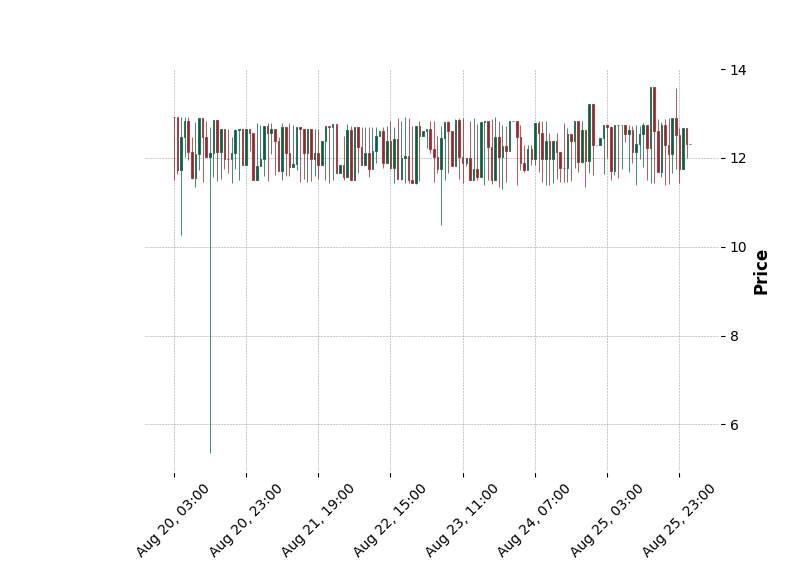 14
12
10
8
6
Price
Aug 20, 03:00
Aug 20, 23:00
Aug 21, 19:00
Aug 22, 15:00
Aug 23, 11:00
Aug 24, 07:00
Aug 25, 03:00
Aug 25, 23:00